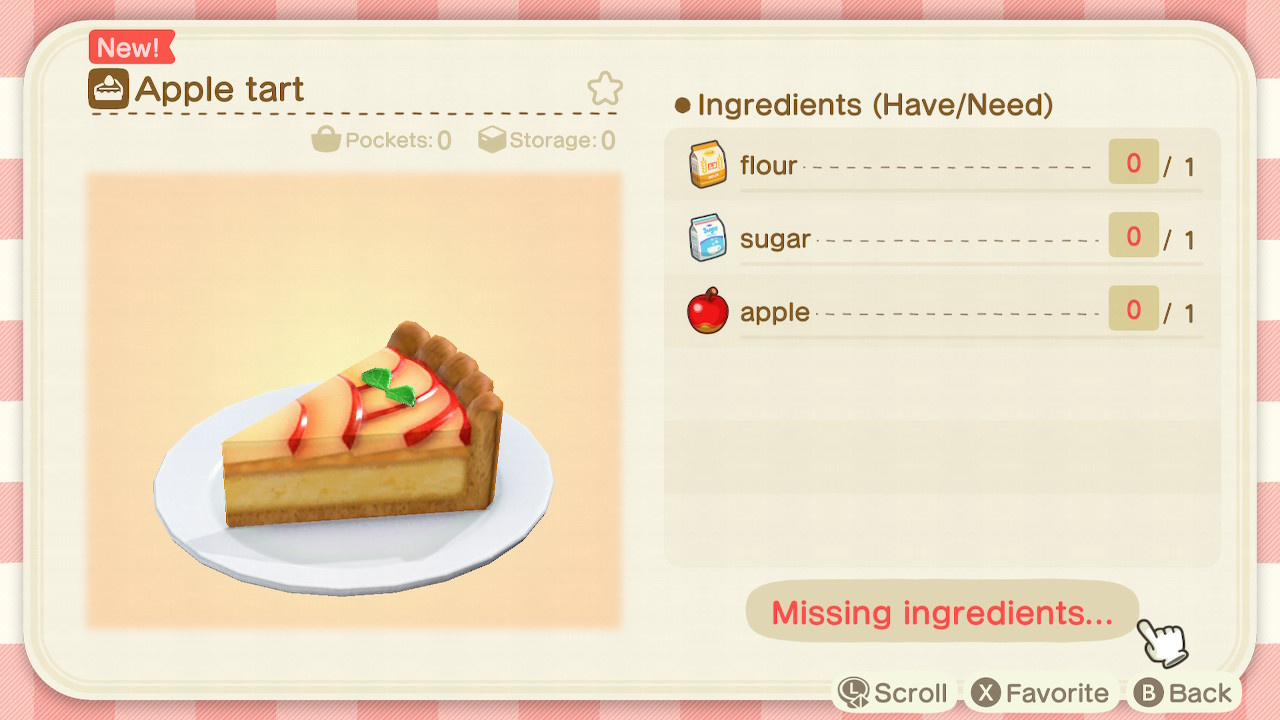 New!
Apple tart
Pockets: 0 Storage: 0
Ingredients (Have/Need)
flour 0 / 1
sugar 0 / 1
apple 0 / 1
Missing ingredients...
L Scroll X Favorite B Back